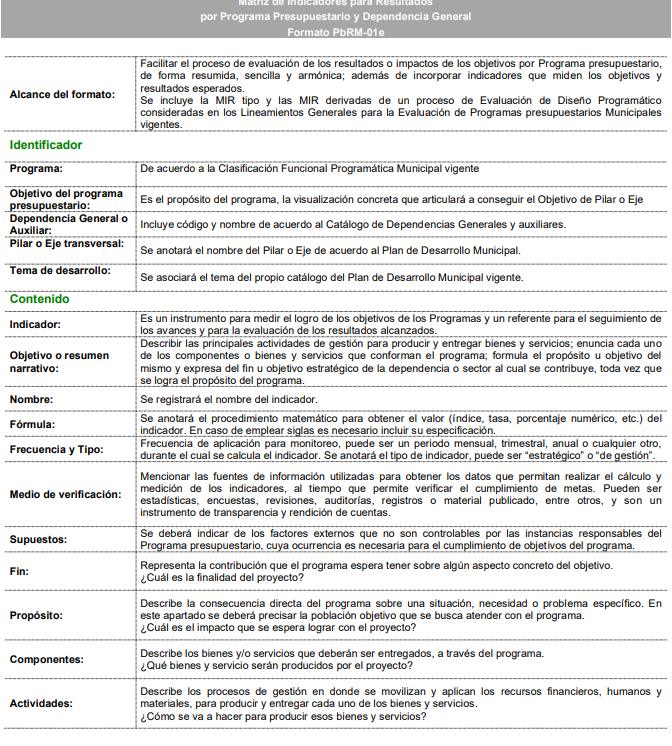 Matriz de Indicadores para Resultados
por Programa Presupuestario y Dependencia General
Formato PbRM-01e
Alcance del formato:
Facilitar el proceso de evaluación de los resultados o impactos de los objetivos por Programa presupuestario,
de forma resumida, sencilla y armónica; además de incorporar indicadores que miden los objetivos y
resultados esperados.
Se incluye la MIR tipo y las MIR derivadas de un proceso de Evaluación de Diseño Programático
consideradas en los Lineamientos Generales para la Evaluación de Programas presupuestarios Municipales
vigentes.
Identificador
Programa:
De acuerdo a la Clasificación Funcional Programática Municipal vigente
Objetivo del programa
presupuestario:
Es el propósito del programa, la visualización concreta que articulará a conseguir el Objetivo de Pilar o Eje
Dependencia General o
Auxiliar:
Incluye código y nombre de acuerdo al Catálogo de Dependencias Generales y auxiliares.
Pilar o Eje transversal:
Se anotará el nombre del Pilar o Eje de acuerdo al Plan de Desarrollo Municipal.
Tema de desarrollo:
Se asociará el tema del propio catálogo del Plan de Desarrollo Municipal vigente.
Contenido
Indicador:
Es un instrumento para medir el logro de los objetivos de los Programas y un referente para el seguimiento de
los avances y para la evaluación de los resultados alcanzados.
Objetivo o resumen
narrativo:
Describir las principales actividades de gestión para producir y entregar bienes y servicios; enuncia cada uno
de los componentes o bienes y servicios que conforman el programa; formula el propósito u objetivo del
mismo y expresa del fin u objetivo estratégico de la dependencia o sector al cual se contribuye, toda vez que
se logra el propósito del programa.
Nombre:
Se registrará el nombre del indicador.
Fórmula:
Se anotará el procedimiento matemático para obtener el valor (índice, tasa, porcentaje numérico, etc.) del
indicador. En caso de emplear siglas es necesario incluir su especificación.
Frecuencia y Tipo:
Frecuencia de aplicación para monitoreo, puede ser un periodo mensual, trimestral, anual o cualquier otro,
durante el cual se calcula el indicador. Se anotará el tipo de indicador, puede ser “estratégico” o “de gestión”.
Medio de verificación:
Mencionar las fuentes de información utilizadas para obtener los datos que permitan realizar el cálculo y
medición de los indicadores, al tiempo que permite verificar el cumplimiento de metas. Pueden ser
estadísticas, encuestas, revisiones, auditorías, registros o material publicado, entre otros, y son un
instrumento de transparencia y rendición de cuentas.
Supuestos:
Se deberá indicar de los factores externos que no son controlables por las instancias responsables del
Programa presupuestario, cuya ocurrencia es necesaria para el cumplimiento de objetivos del programa.
Fin:
Representa la contribución que el programa espera tener sobre algún aspecto concreto del objetivo.
¿Cuál es la finalidad del proyecto?
Propósito:
Describe la consecuencia directa del programa sobre una situación, necesidad o problema específico. En
este apartado se deberá precisar la población objetivo que se busca atender con el programa.
¿Cuál es el impacto que se espera lograr con el proyecto?
Componentes:
Describe los bienes y/o servicios que deberán ser entregados, a través del programa.
¿Qué bienes y servicio serán producidos por el proyecto?
Actividades:
Describe los procesos de gestión en donde se movilizan y aplican los recursos financieros, humanos y
materiales, para producir y entregar cada uno de los bienes y servicios.
¿Cómo se va a hacer para producir esos bienes y servicios?